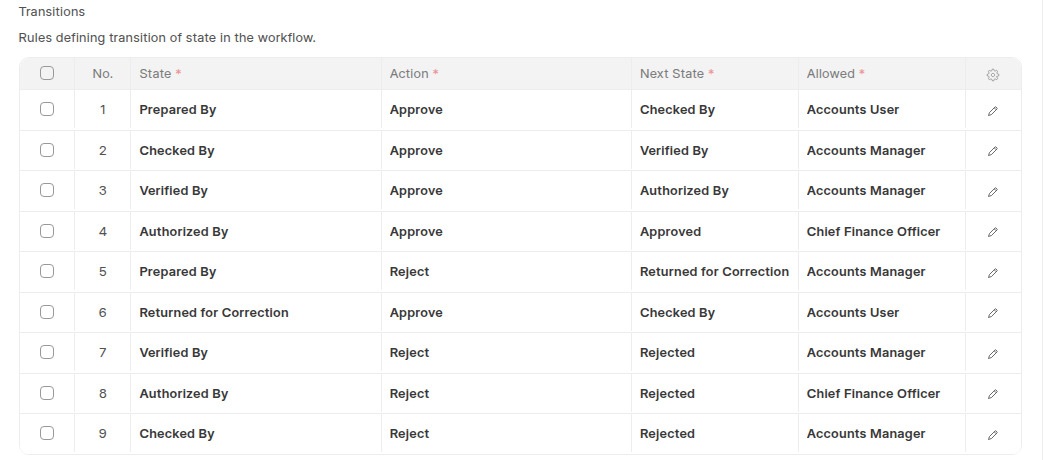 Transitions
Rules defining transition of state in the workflow.
No. State * Action * Next State * Allowed *
1 Prepared By Approve Checked By Accounts User
2 Checked By Approve Verified By Accounts Manager
3 Verified By Approve Authorized By Accounts Manager
4 Authorized By Approve Approved Chief Finance Officer
5 Prepared By Reject Returned for Correction Accounts Manager
6 Returned for Correction Approve Checked By Accounts User
7 Verified By Reject Rejected Accounts Manager
8 Authorized By Reject Rejected Chief Finance Officer
9 Checked By Reject Rejected Accounts Manager